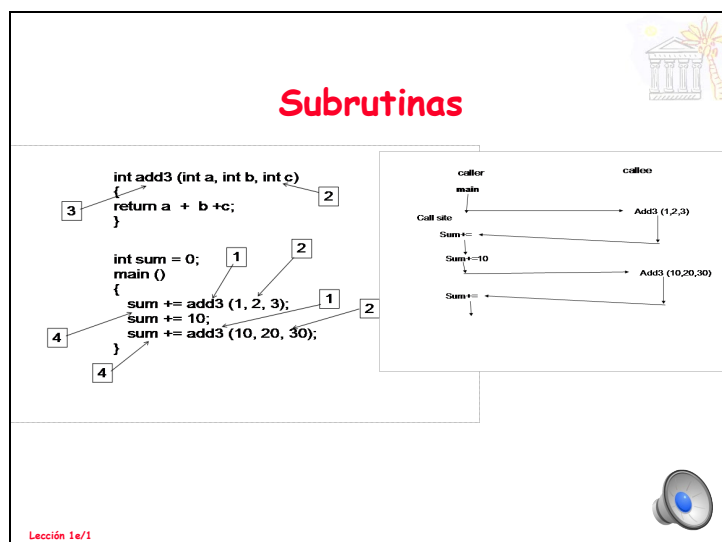 Subrutinas
int add3 (int a, int b, int c)
{
return a + b +c;
}
2
3
int sum = 0;
main ()
{
sum += add3 (1, 2, 3);
sum += 10;
sum += add3 (10, 20, 30);
}
1
2
1
2
4
4
caller
callee
main
Add3 (1,2,3)
Call site
Sum+=
Sum+=10
Add3 (10,20,30)
Sum+=
Lección 1e/1